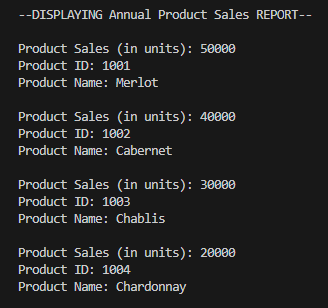 --DISPLAYING Annual Product Sales REPORT--
Product Sales (in units): 50000
Product ID: 1001
Product Name: Merlot
Product Sales (in units): 40000
Product ID: 1002
Product Name: Cabernet
Product Sales (in units): 30000
Product ID: 1003
Product Name: Chablis
Product Sales (in units): 20000
Product ID: 1004
Product Name: Chardonnay